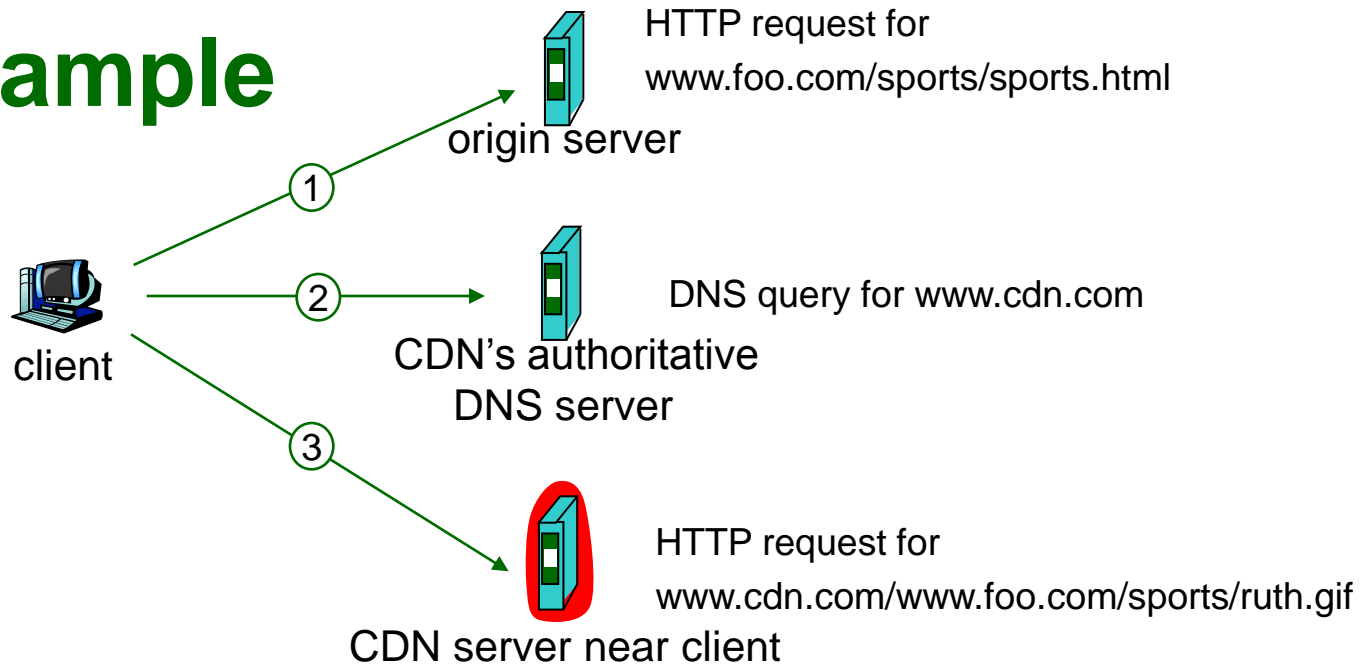 ample
HTTP request for
www.foo.com/sports/sports.html
origin server
1
2
DNS query for www.cdn.com
client
CDN's authoritative
DNS server
3
HTTP request for
www.cdn.com/www.foo.com/sports/ruth.gif
CDN server near client